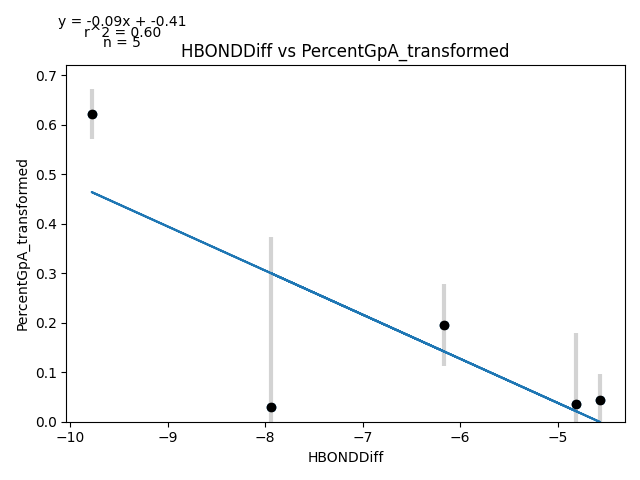 y = -0.09x + -0.41
r^2 = 0.60
n = 5
HBONDDiff vs PercentGpA_transformed
0.7
0.6
0.5
0.4
0.3
0.2
0.1
0.0
PercentGpA_transformed
−10
−9
−8
−7
−6
−5
HBONDDiff